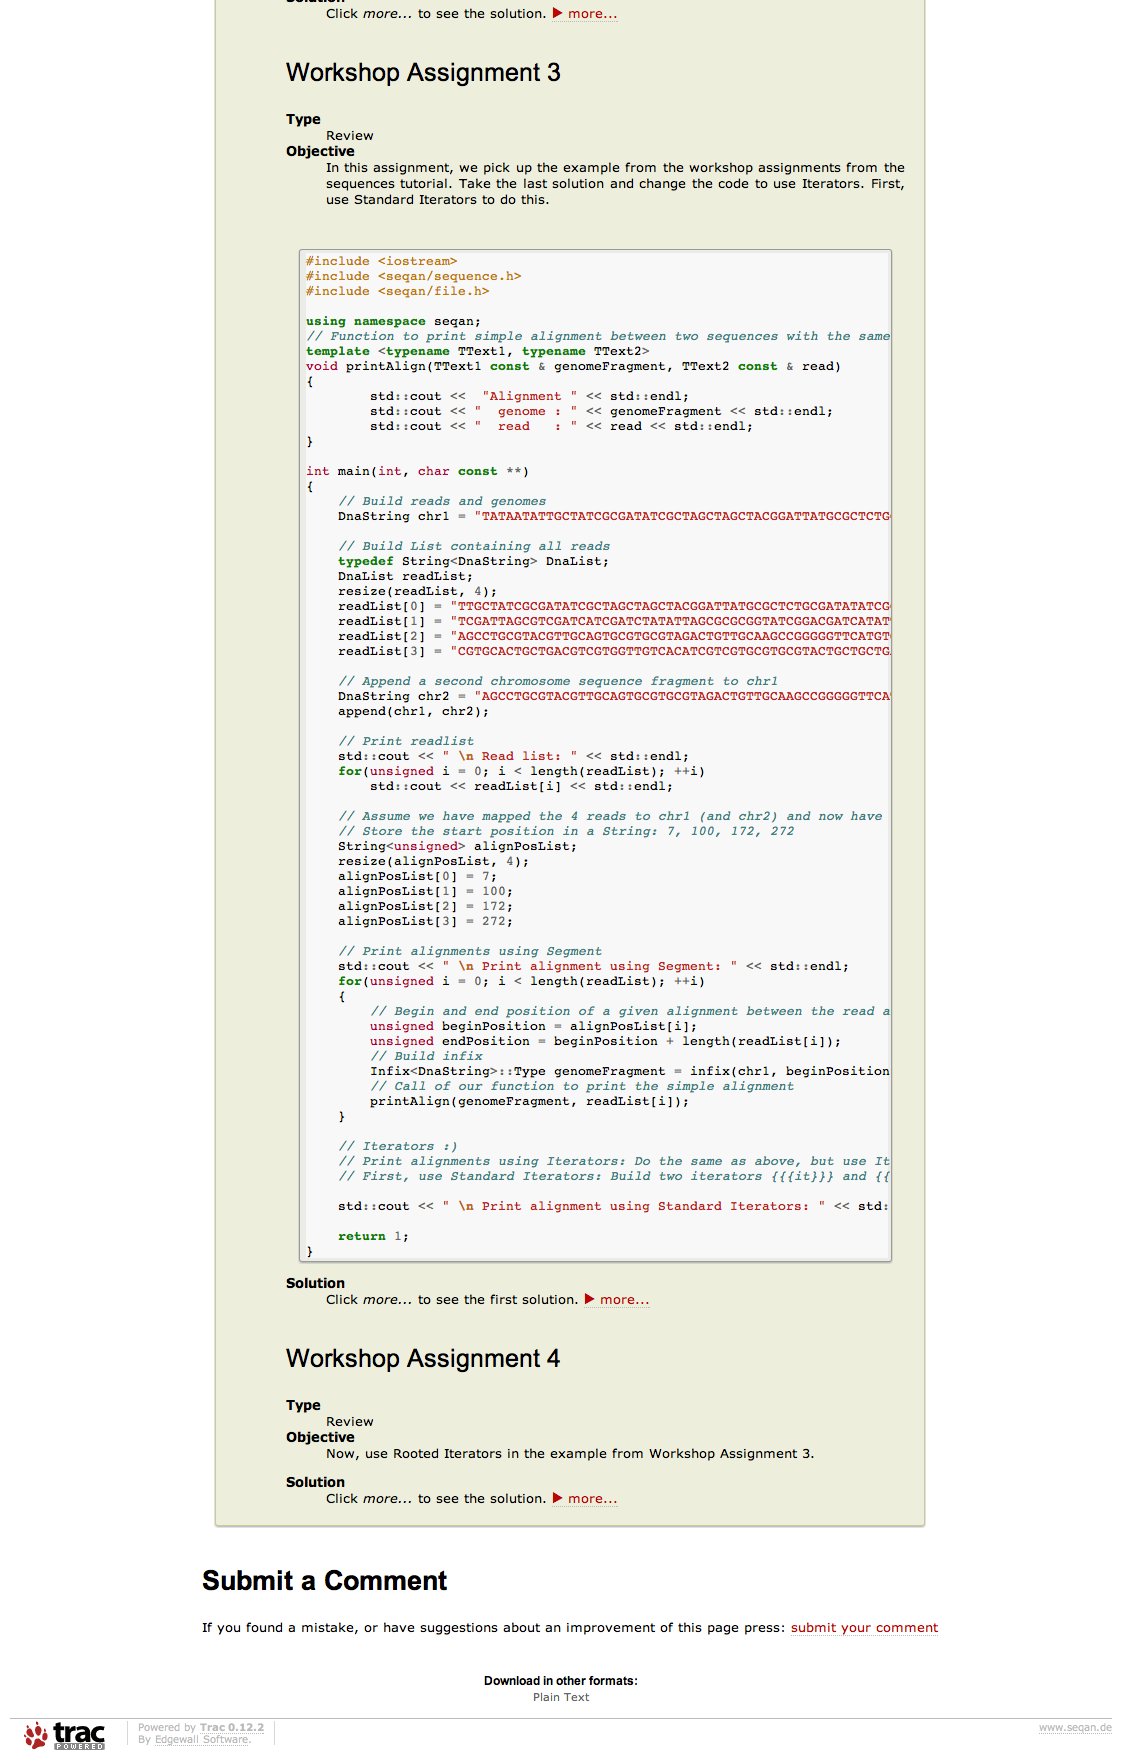 Solution
Click more... to see the solution. ▶ more...
Workshop Assignment 3
Type
Review
Objective
In this assignment, we pick up the example from the workshop assignments from the
sequences tutorial. Take the last solution and change the code to use Iterators. First,
use Standard Iterators to do this.
#include <iostream>
#include <seqan/sequence.h>
#include <seqan/file.h>
using namespace seqan;
// Function to print simple alignment between two sequences with the same
template <typename TText1, typename TText2>
void printAlign(TText1 const & genomeFragment, TText2 const & read)
{
std::cout <<  "Alignment " << std::endl;
std::cout << "  genome : " << genomeFragment << std::endl;
std::cout << "  read   : " << read << std::endl;
}
int main(int, char const **)
{
// Build reads and genomes
DnaString chr1 = "TATAATATTGCTATCGCGATATCGCTAGCTAGCTACGGATTATGCGCTCTG
// Build List containing all reads
typedef String<DnaString> DnaList;
DnaList readList;
resize(readList, 4);
readList[0] = "TTGCTATCGCGATATCGCTAGCTAGCTACGGATTATGCGCTCTGCGATATATCG
readList[1] = "TCGATTAGCGTCGATCATCGATCTATATTAGCGCGCGGTATCGGACGATCATAT
readList[2] = "AGCCTGCGTACGTTGCAGTGCGTGCGTAGACTGTTGCAAGCCGGGGGTTCATGT
readList[3] = "CGTGCACTGCTGACGTCGTGGTTGTCACATCGTCGTGCGTGCGTACTGCTGCTG
// Append a second chromosome sequence fragment to chr1
DnaString chr2 = "AGCCTGCGTACGTTGCAGTGCGTGCGTAGACTGTTGCAAGCCGGGGGTTCA
append(chr1, chr2);
// Print readlist
std::cout << " \n Read list: " << std::endl;
for(unsigned i = 0; i < length(readList); ++i)
std::cout << readList[i] << std::endl;
// Assume we have mapped the 4 reads to chr1 (and chr2) and now have
// Store the start position in a String: 7, 100, 172, 272
String<unsigned> alignPosList;
resize(alignPosList, 4);
alignPosList[0] = 7;
alignPosList[1] = 100;
alignPosList[2] = 172;
alignPosList[3] = 272;
// Print alignments using Segment
std::cout << " \n Print alignment using Segment: " << std::endl;
for(unsigned i = 0; i < length(readList); ++i)
{
// Begin and end position of a given alignment between the read a
unsigned beginPosition = alignPosList[i];
unsigned endPosition = beginPosition + length(readList[i]);
// Build infix
Infix<DnaString>::Type genomeFragment = infix(chr1, beginPosition
// Call of our function to print the simple alignment
printAlign(genomeFragment, readList[i]);
}
// Iterators :)
// Print alignments using Iterators: Do the same as above, but use It
// First, use Standard Iterators: Build two iterators {{{it}}} and {{
std::cout << " \n Print alignment using Standard Iterators: " << std:
return 1;
}
Solution
Click more... to see the first solution. ▶ more...
Workshop Assignment 4
Type
Review
Objective
Now, use Rooted Iterators in the example from Workshop Assignment 3.
Solution
Click more... to see the solution. ▶ more...
Submit a Comment
If you found a mistake, or have suggestions about an improvement of this page press: submit your comment
Download in other formats:
Plain Text
trac
POWERED
Powered by Trac 0.12.2
By Edgewall Software.
www.seqan.de